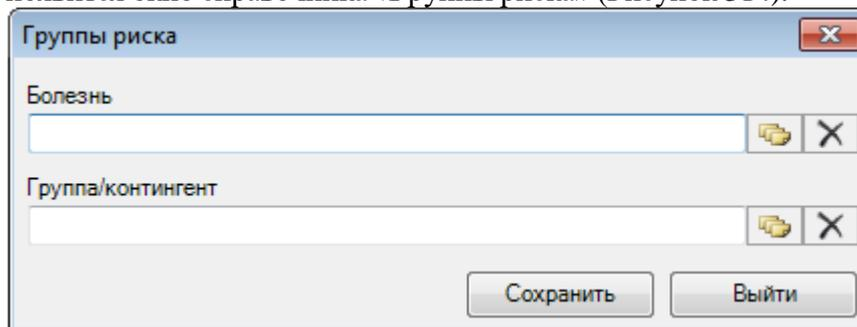 Группы риска
Болезнь
Группа/контингент
Сохранить
Выйти